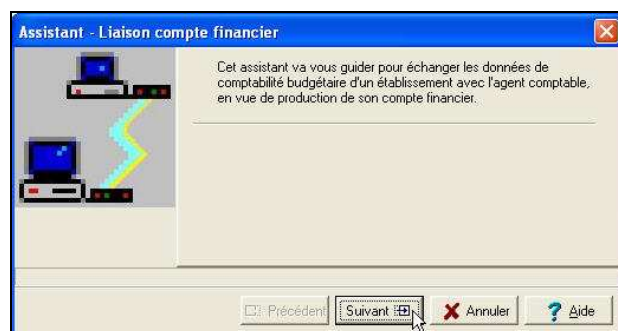 Assistant - Liaison compte financier
Cet assistant va vous guider pour échanger les données de
comptabilité budgétaire d'un établissement avec l'agent comptable,
en vue de production de son compte financier.
Précédent
Suivant
Annuler
Aide